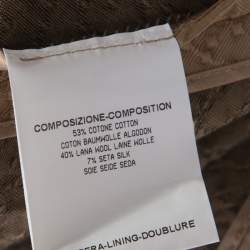 COMPOSIZIONE-COMPOSITION
53% COTONE COTTON
COTON BAUMWOLLE ALGODON
40% LANA WOOL LAINE WOLLE
7% SETA SILK
SOIE SEIDE SEDA
-LINING-DOUBLURE